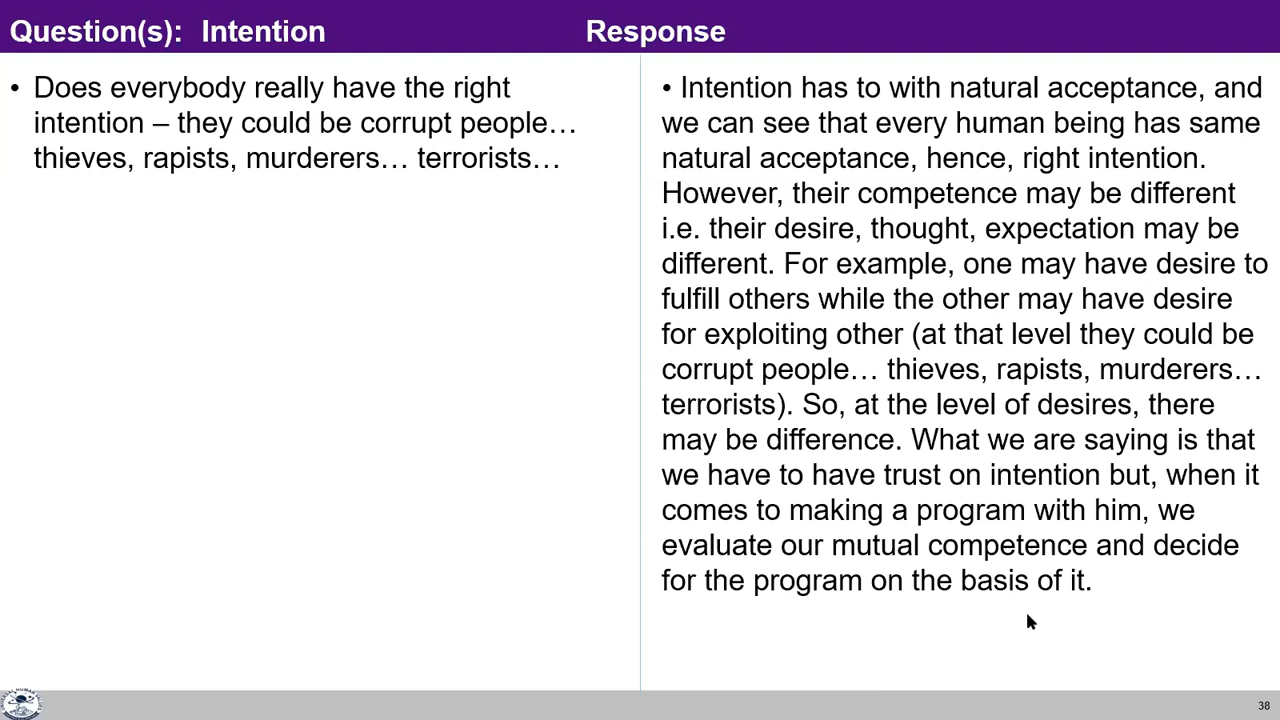 Question(s): Intention
Response
• Does everybody really have the right
intention – they could be corrupt people…
thieves, rapists, murderers… terrorists…
• Intention has to with natural acceptance, and
we can see that every human being has same
natural acceptance, hence, right intention.
However, their competence may be different
i.e. their desire, thought, expectation may be
different. For example, one may have desire to
fulfill others while the other may have desire
for exploiting other (at that level they could be
corrupt people… thieves, rapists, murderers…
terrorists). So, at the level of desires, there
may be difference. What we are saying is that
we have to have trust on intention but, when it
comes to making a program with him, we
evaluate our mutual competence and decide
for the program on the basis of it.
38